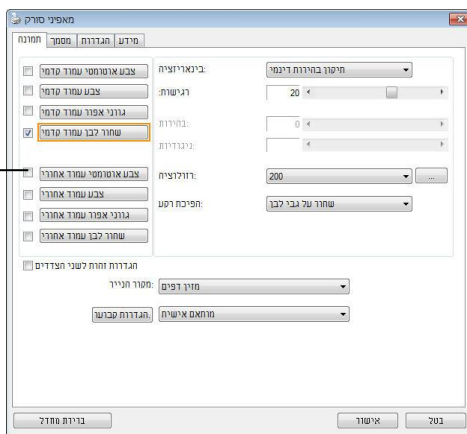 מאפיני סורק
תמונה מסמך הגדרות מידע
צבע אוטומטי עמוד קדמי
צבע עמוד קדמי
גווני אפור עמוד קדמי
שחור לבן עמוד קדמי
צבע אוטומטי עמוד אחורי
צבע עמוד אחורי
גווני אפור עמוד אחורי
שחור לבן עמוד אחורי
בינאריזציה:
תיקון בהירות דינמי
רגישות:
20
בהירות:
0
ניגודיות:
רזולוציה:
200
...
הפיכת רקע:
שחור על גבי לבן
הגדרות זהות לשני הצדדים
מקור הנייר:
מזין דפים
הגדרות קבועו.
מותאם אישית
ברירת מחדל
אישור
בטל